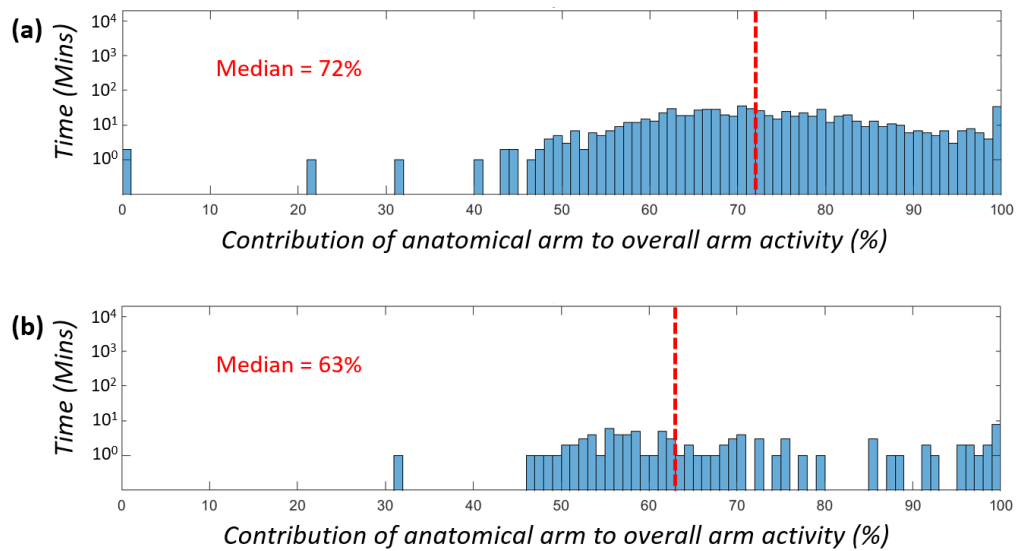 (a)
Time (Mins)
10⁴
10³
10²
10¹
10⁰
Median = 72%
0 10 20 30 40 50 60 70 80 90 100
Contribution of anatomical arm to overall arm activity (%)
(b)
Time (Mins)
10⁴
10³
10²
10¹
10⁰
Median = 63%
0 10 20 30 40 50 60 70 80 90 100
Contribution of anatomical arm to overall arm activity (%)